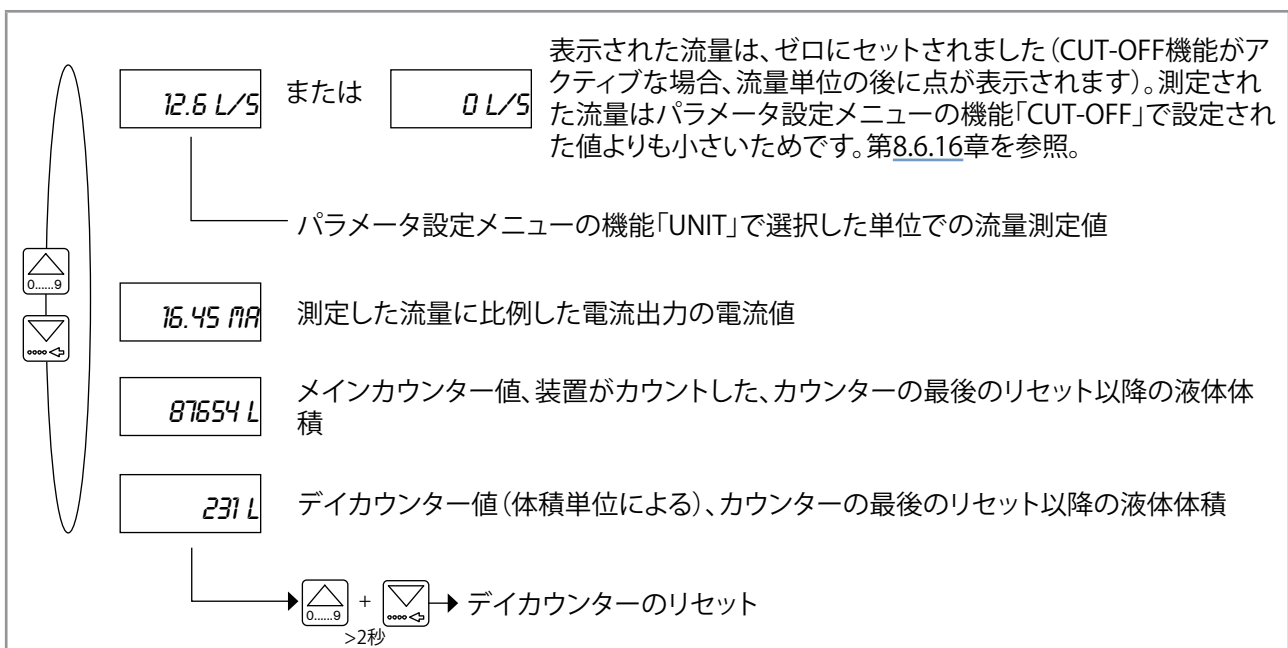 12.6 L/S
または
0 L/S
表示された流量は、ゼロにセットされました（CUT-OFF機能がア
クティブな場合、流量単位の後に点が表示されます）。測定され
た流量はパラメータ設定メニューの機能「CUT-OFF」で設定され
た値よりも小さいためです。第8.6.16章を参照。
パラメータ設定メニューの機能「UNIT」で選択した単位での流量測定値
0......9
16.45 MA
測定した流量に比例した電流出力の電流値
87654 L
メインカウンター値、装置がカウントした、カウンターの最後のリセット以降の液体体
積
231 L
デイカウンター値（体積単位による）、カウンターの最後のリセット以降の液体体積
0......9
+
デイカウンターのリセット
>2秒